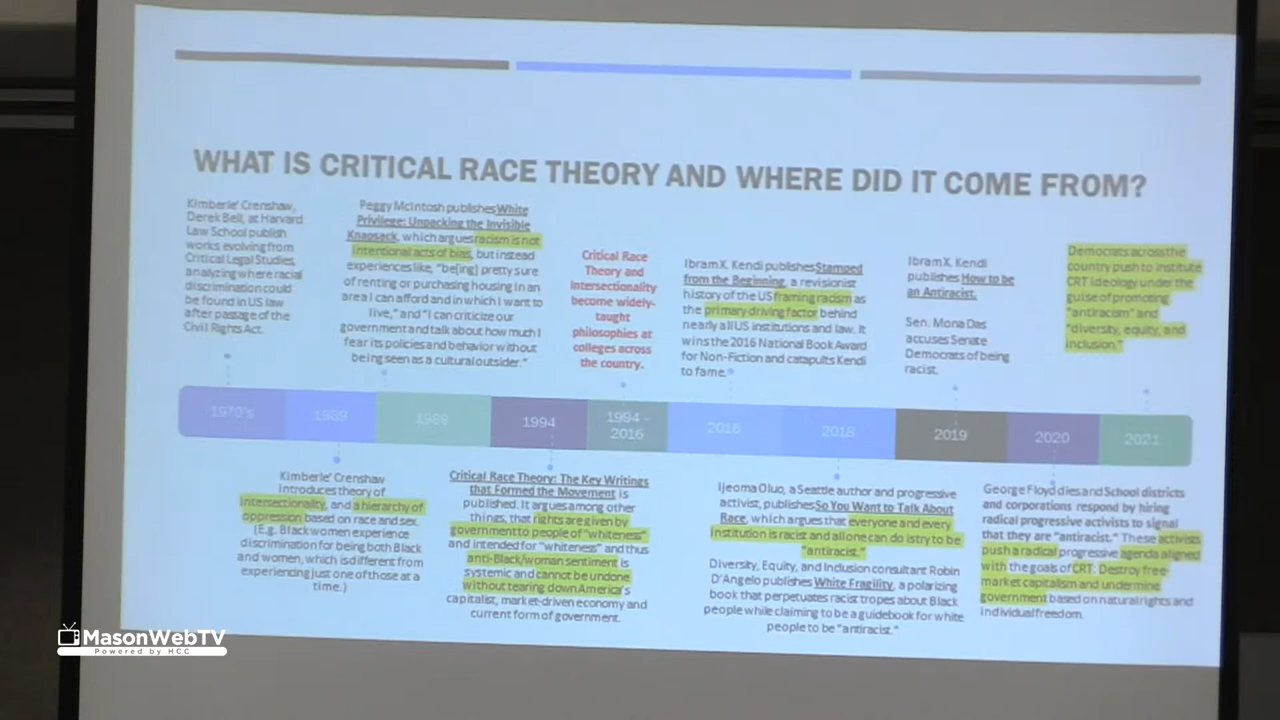 WHAT IS CRITICAL RACE THEORY AND WHERE DID IT COME FROM?
Kimberle' Crenshaw,
Derek Bell, at Harvard
Law School publish
works evolving from
Critical Legal Studies,
analyzing where racial
discrimination could
be found in US law
after passage of the
Civil Rights Act.
Peggy McIntosh publishes White
Privilege: Unpacking the Invisible
Knapsack, which argues racism is not
intentional acts of bias, but instead
experiences like, "be[ing] pretty sure
of renting or purchasing housing in an
area I can afford and in which I want to
live," and "I can criticize our
government and talk about how much I
fear its policies and behavior without
being seen as a cultural outsider."
Critical Race
Theory and
Intersectionality
become widely-
taught
philosophies at
colleges across
the country.
Ibram X. Kendi publishes Stamped
from the Beginning, a revisionist
history of the US framing racism as
the primary driving factor behind
nearly all US institutions and law. It
wins the 2016 National Book Award
for Non-Fiction and catapults Kendi
to fame.
Ibram X. Kendi
publishes How to be
an Antiracist.
Sen. Mona Das
accuses Senate
Democrats of being
racist.
Democrats across the
country push to institute
CRT ideology under the
guise of promoting
"antiracism" and
"diversity, equity, and
inclusion."
1970's
1989
1988
1994
1994 -
2016
2016
2018
2019
2020
2021
Kimberle' Crenshaw
introduces theory of
intersectionality, and a hierarchy of
oppression based on race and sex.
(E.g. Black women experience
discrimination for being both Black
and women, which is different from
experiencing just one of those at a
time.)
Critical Race Theory: The Key Writings
that Formed the Movement is
published. It argues among other
things, that rights are given by
government to people of "whiteness"
and intended for "whiteness" and thus
anti-Black/woman sentiment is
systemic and cannot be undone
without tearing down America's
capitalist, market-driven economy and
current form of government.
Ijeoma Oluo, a Seattle author and progressive
activist, publishes So You Want to Talk About
Race, which argues that everyone and every
institution is racist and all one can do is try to be
"antiracist."
Diversity, Equity, and Inclusion consultant Robin
D'Angelo publishes White Fragility, a polarizing
book that perpetuates racist tropes about Black
people while claiming to be a guidebook for white
people to be "antiracist."
George Floyd dies and School districts
and corporations respond by hiring
radical progressive activists to signal
that they are "antiracist." These activists
push a radical progressive agenda aligned
with the goals of CRT: Destroy free-
market capitalism and undermine
government based on natural rights and
individual freedom.
MasonWebTV
Powered by HCC